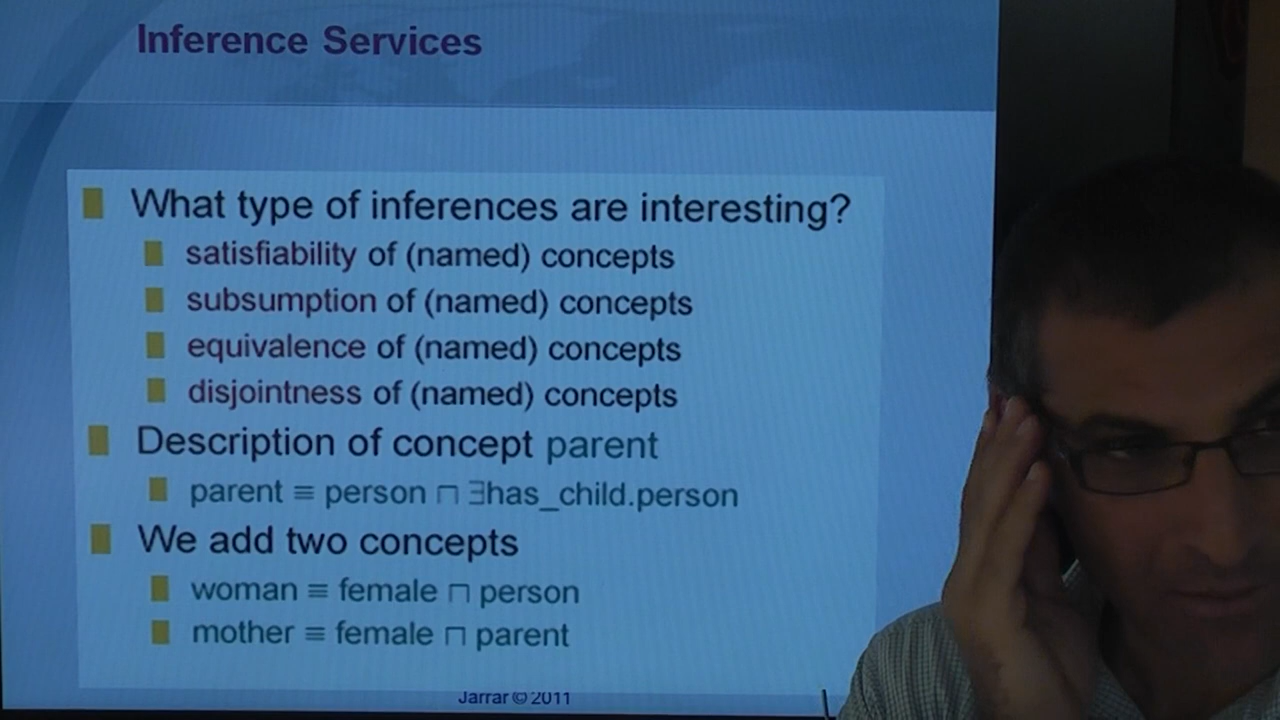 Inference Services
What type of inferences are interesting?
satisfiability of (named) concepts
subsumption of (named) concepts
equivalence of (named) concepts
disjointness of (named) concepts
Description of concept parent
parent ≡ person ⊓ ∃has_child.person
We add two concepts
woman ≡ female ⊓ person
mother ≡ female ⊓ parent
Jarrar © 2011